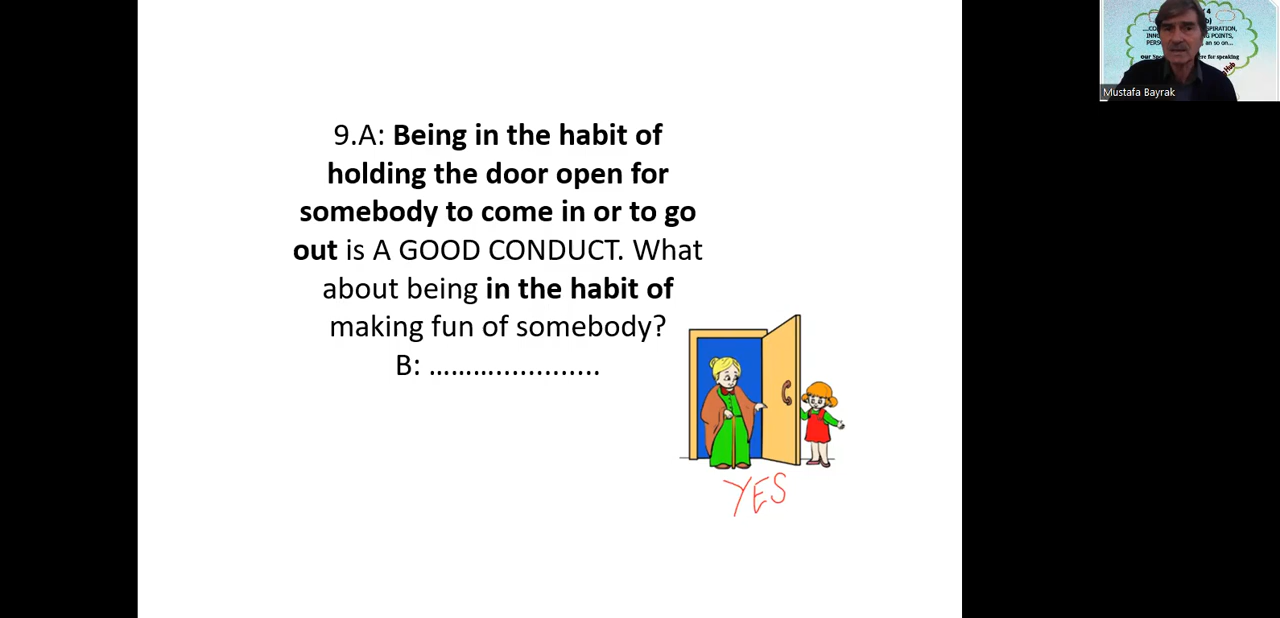 9.A: Being in the habit of
holding the door open for
somebody to come in or to go
out is A GOOD CONDUCT. What
about being in the habit of
making fun of somebody?
B: ......................
YES
Mustafa Bayrak